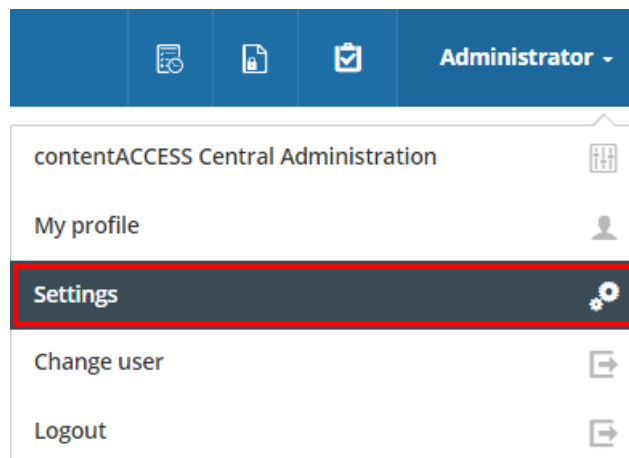 Administrator
contentACCESS Central Administration
My profile
Settings
Change user
Logout